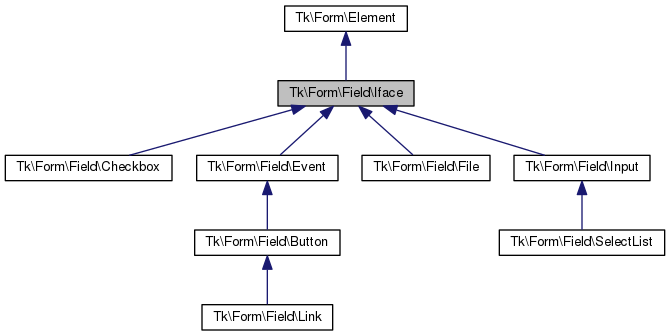 Tk\Form\Element
Tk\Form\Field\Iface
Tk\Form\Field\Checkbox
Tk\Form\Field\Event
Tk\Form\Field\File
Tk\Form\Field\Input
Tk\Form\Field\Button
Tk\Form\Field\SelectList
Tk\Form\Field\Link